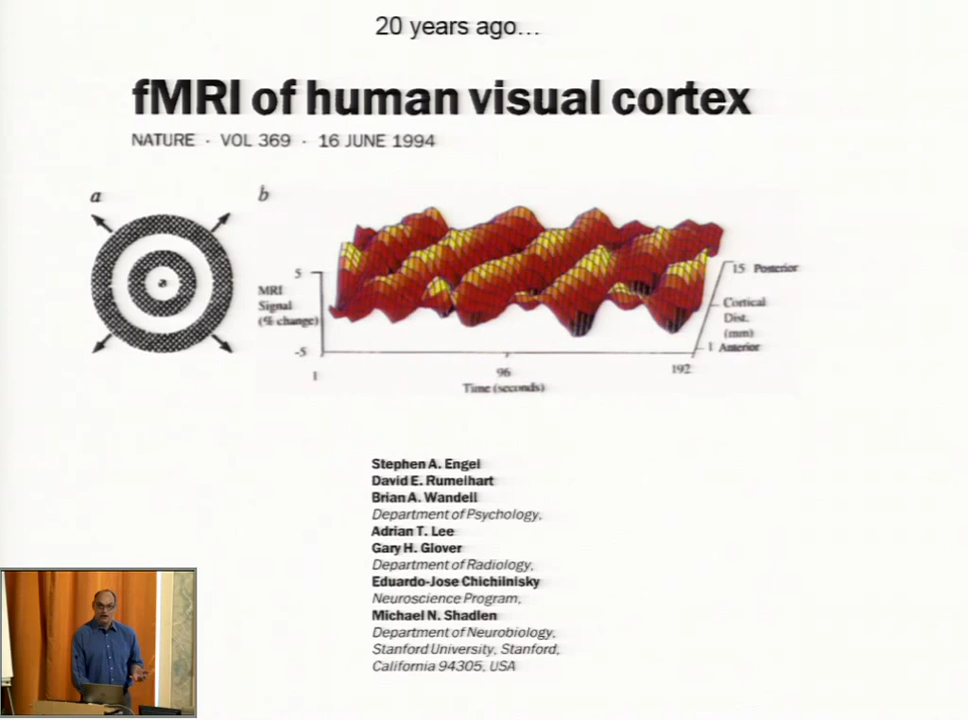 20 years ago...
fMRI of human visual cortex
NATURE · VOL 369 · 16 JUNE 1994
a
b
5
MRI
Signal
(% change)
-5
1
96
192
Time (seconds)
15 Posterior
Cortical
Dist.
(mm)
1 Anterior
Stephen A. Engel
David E. Rumelhart
Brian A. Wandell
Department of Psychology,
Adrian T. Lee
Gary H. Glover
Department of Radiology,
Eduardo-Jose Chichilnisky
Neuroscience Program,
Michael N. Shadlen
Department of Neurobiology,
Stanford University, Stanford,
California 94305, USA